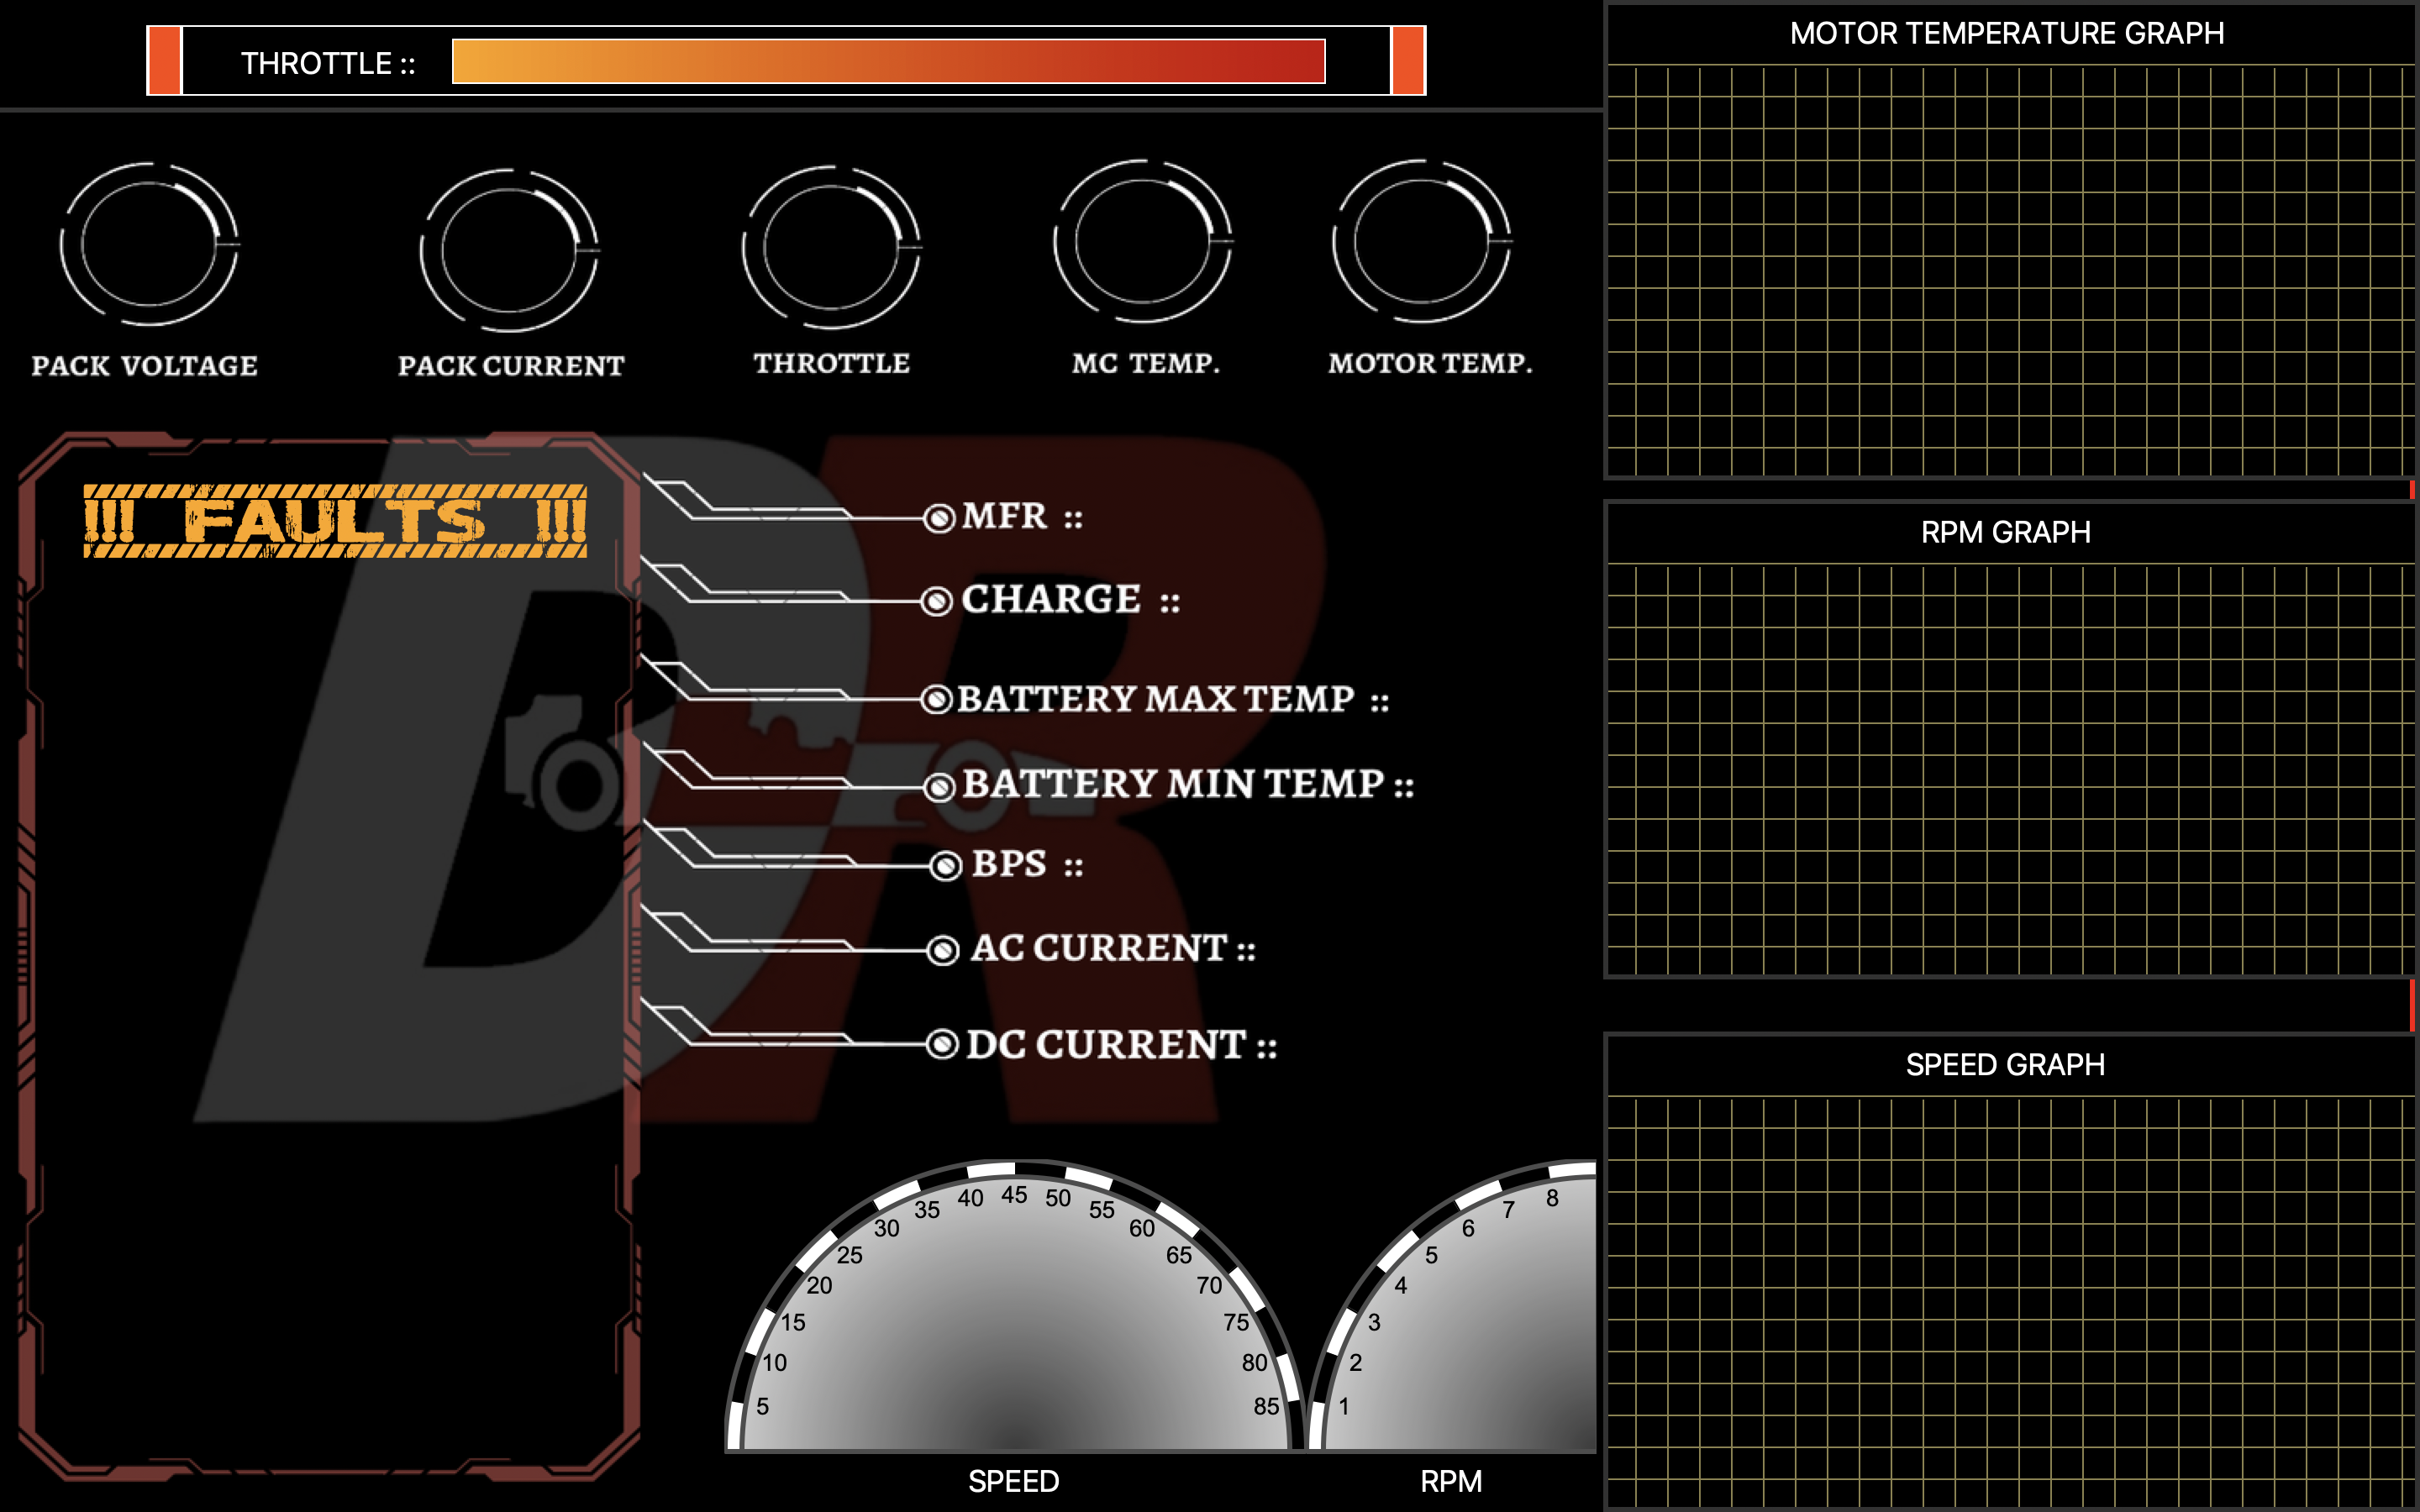 THROTTLE ::
MOTOR TEMPERATURE GRAPH
PACK VOLTAGE
PACK CURRENT
THROTTLE
MC TEMP.
MOTOR TEMP.
!!! FAULTS !!!
MFR ::
CHARGE ::
BATTERY MAX TEMP ::
BATTERY MIN TEMP ::
BPS ::
AC CURRENT ::
DC CURRENT ::
RPM GRAPH
SPEED GRAPH
5 10 15 20 25 30 35 40 45 50 55 60 65 70 75 80 85
SPEED
1 2 3 4 5 6 7 8
RPM
DR